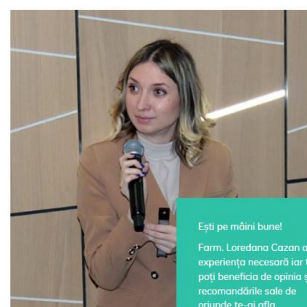 Ești pe mâini bune!
Farm. Loredana Cazan a
experiența necesară iar
poți beneficia de opinia ș
recomandările sale de
oriunde te-ai afla